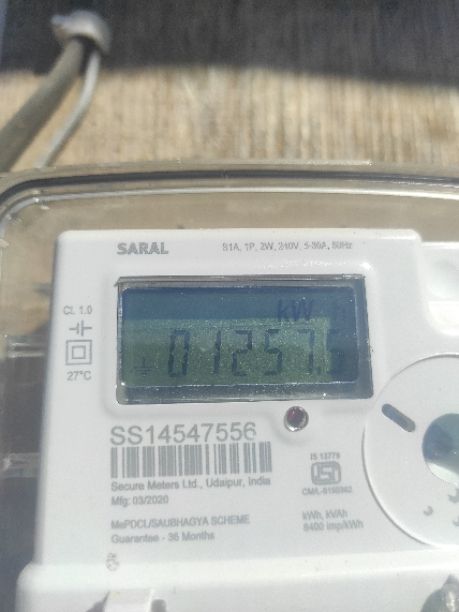 SARAL
S1A, 1P, 2W, 240V, 5-30A, 50Hz
Cl. 1.0
kW
01257.5
27°C
SS14547556
Secure Meters Ltd., Udaipur, India
Mfg: 03/2020
IS 13779
MePDCL/SAUBHAGYA SCHEME
Guarantee - 36 Months
kWh, kVAh
6400 imp/kWh